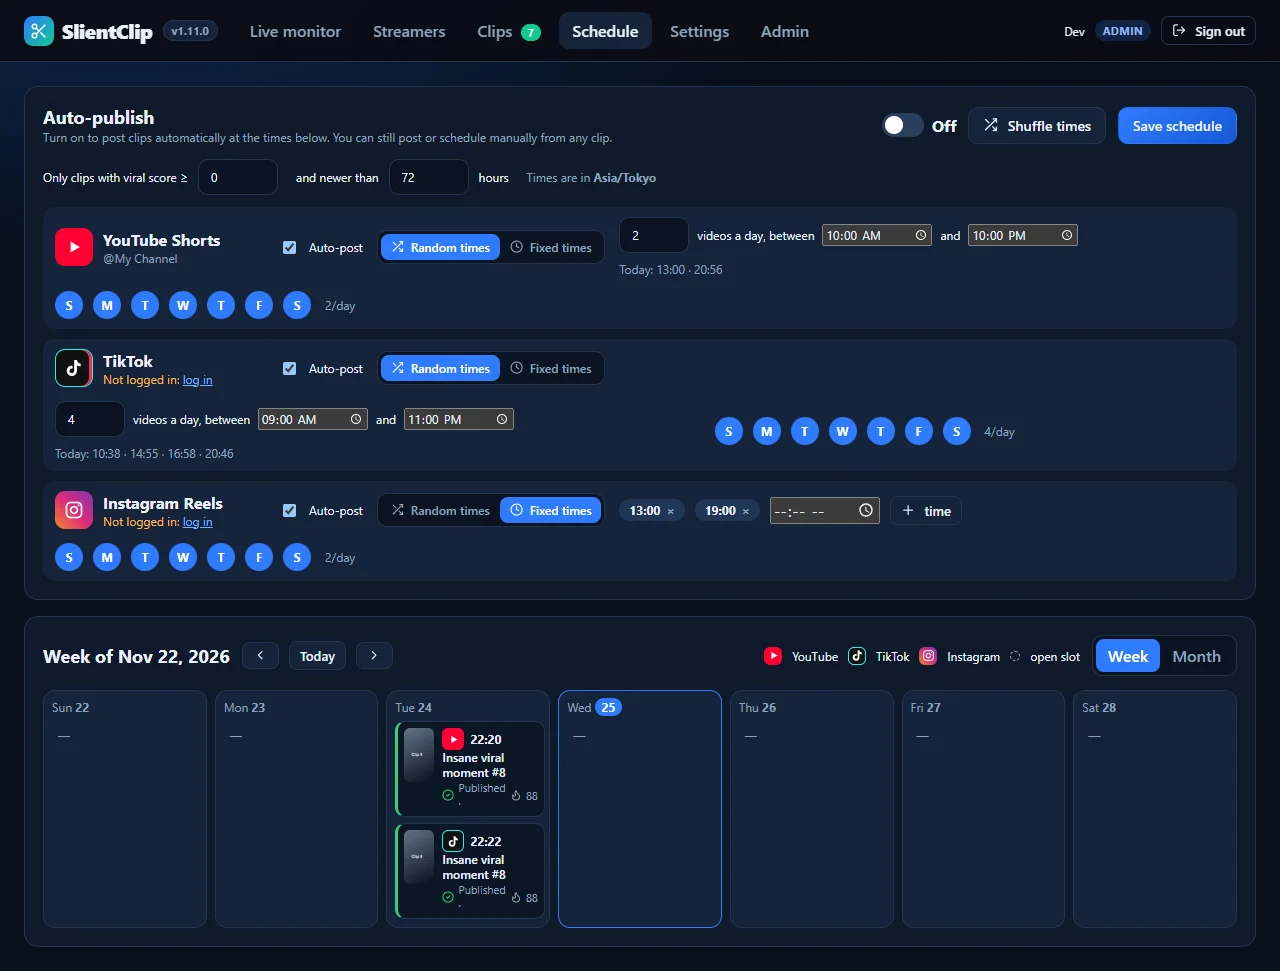 SlientClip v1.11.0 Live monitor Streamers Clips 7 Schedule Settings Admin Dev ADMIN Sign out
Auto-publish
Turn on to post clips automatically at the times below. You can still post or schedule manually from any clip.
Off Shuffle times Save schedule
Only clips with viral score ≥ 0 and newer than 72 hours Times are in Asia/Tokyo
YouTube Shorts
@My Channel
Auto-post Random times Fixed times
2 videos a day, between 10:00 AM and 10:00 PM
Today: 13:00 · 20:56
S M T W T F S 2/day
TikTok
Not logged in: log in
Auto-post Random times Fixed times
4 videos a day, between 09:00 AM and 11:00 PM
Today: 10:38 · 14:55 · 16:58 · 20:46
S M T W T F S 4/day
Instagram Reels
Not logged in: log in
Auto-post Random times Fixed times
13:00 × 19:00 × --:-- -- + time
S M T W T F S 2/day
Week of Nov 22, 2026 < Today >
YouTube TikTok Instagram open slot Week Month
Sun 22
—
Mon 23
—
Tue 24
22:20
Insane viral
moment #8
Published
·
88
Clip 8
22:22
Insane viral
moment #8
Published
·
88
Clip 8
Wed 25
—
Thu 26
—
Fri 27
—
Sat 28
—